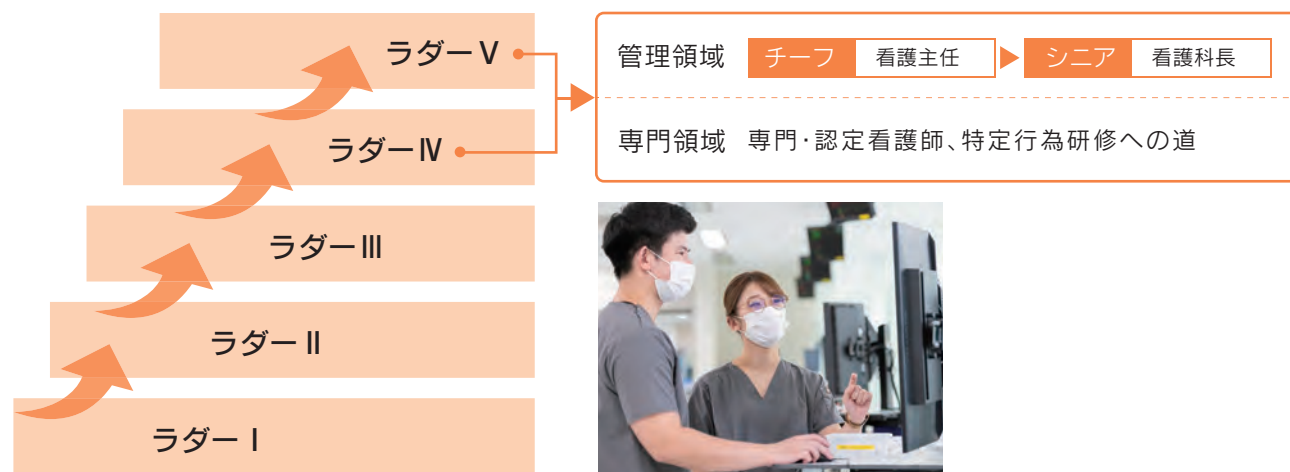 ラダーⅤ
ラダーⅣ
ラダーⅢ
ラダーⅡ
ラダーⅠ
管理領域 チーフ 看護主任 シニア 看護科長
専門領域 専門・認定看護師、特定行為研修への道